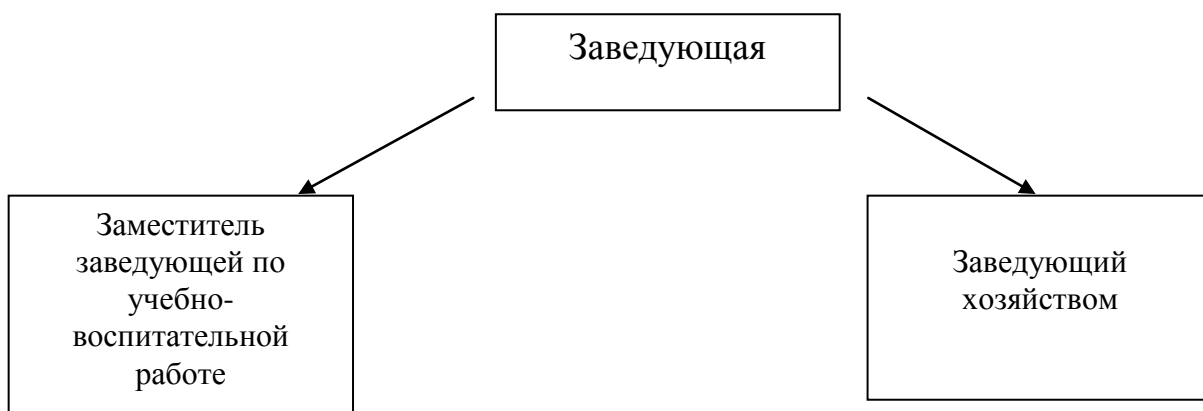 Заведующая
Заместитель
заведующей по
учебно-
воспитательной
работе
Заведующий
хозяйством